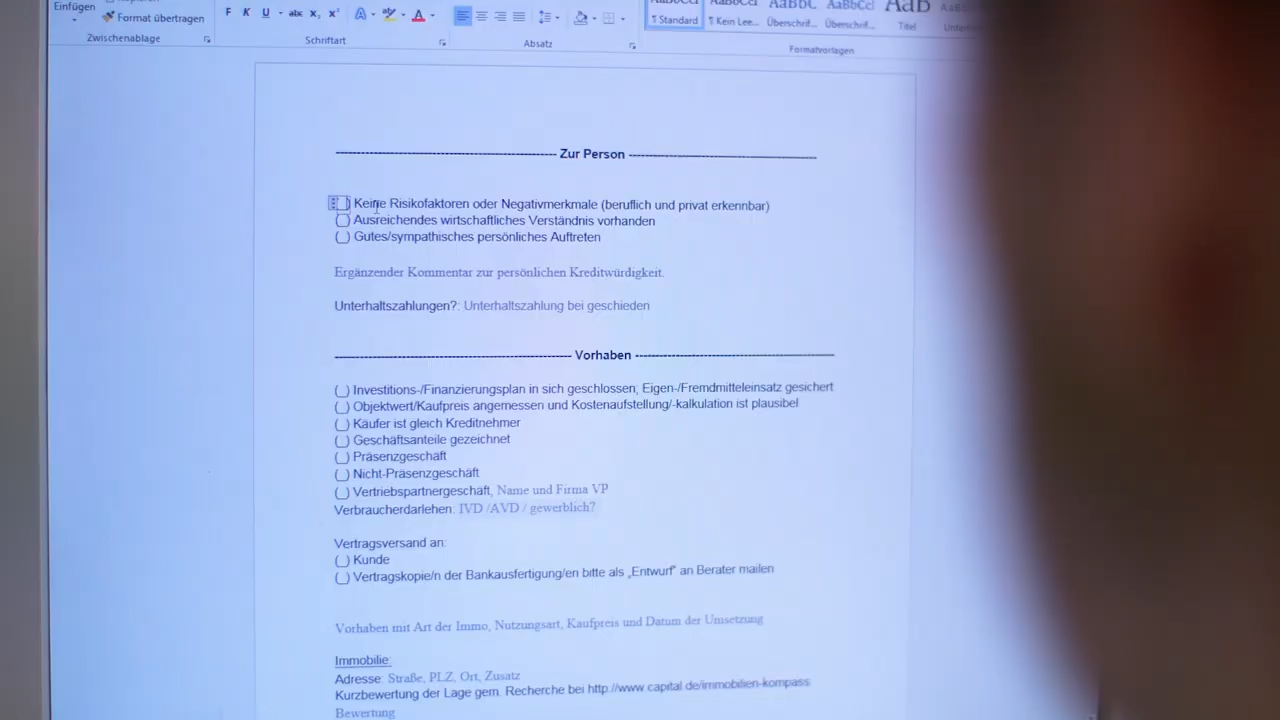 Einfügen
Format übertragen
Zwischenablage
F K U abc x, x² A
Schriftart
Absatz
¶ Standard ¶ Kein Lee... Überschrif... Überschrif... Titel
AaBbC AaBbCcI AaB
Formatvorlagen
Zur Person
(_) Keine Risikofaktoren oder Negativmerkmale (beruflich und privat erkennbar)
(_) Ausreichendes wirtschaftliches Verständnis vorhanden
(_) Gutes/sympathisches persönliches Auftreten
Ergänzender Kommentar zur persönlichen Kreditwürdigkeit.
Unterhaltszahlungen?: Unterhaltszahlung bei geschieden
Vorhaben
(_) Investitions-/Finanzierungsplan in sich geschlossen; Eigen-/Fremdmitteleinsatz gesichert
(_) Objektwert/Kaufpreis angemessen und Kostenaufstellung/-kalkulation ist plausibel
(_) Käufer ist gleich Kreditnehmer
(_) Geschäftsanteile gezeichnet
(_) Präsenzgeschäft
(_) Nicht-Präsenzgeschäft
(_) Vertriebspartnergeschäft, Name und Firma VP
Verbraucherdarlehen: IVD /AVD / gewerblich?
Vertragsversand an:
(_) Kunde
(_) Vertragskopie/n der Bankausfertigung/en bitte als „Entwurf“ an Berater mailen
Vorhaben mit Art der Immo, Nutzungsart, Kaufpreis und Datum der Umsetzung
Immobilie:
Adresse: Straße, PLZ, Ort, Zusatz
Kurzbewertung der Lage gem. Recherche bei http://www.capital.de/immobilien-kompass
Bewertung